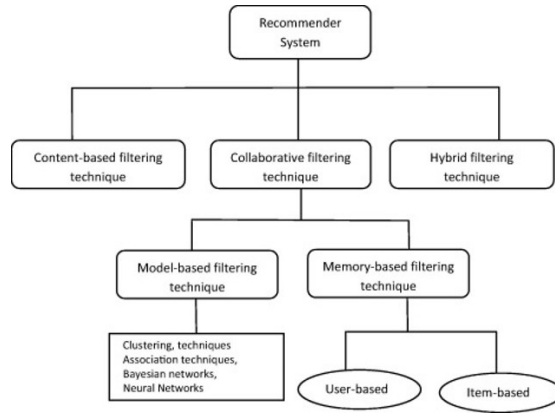 Recommender
System
Content-based filtering
technique
Collaborative filtering
technique
Hybrid filtering
technique
Model-based filtering
technique
Memory-based filtering
technique
Clustering, techniques
Association techniques,
Bayesian networks,
Neural Networks
User-based
Item-based